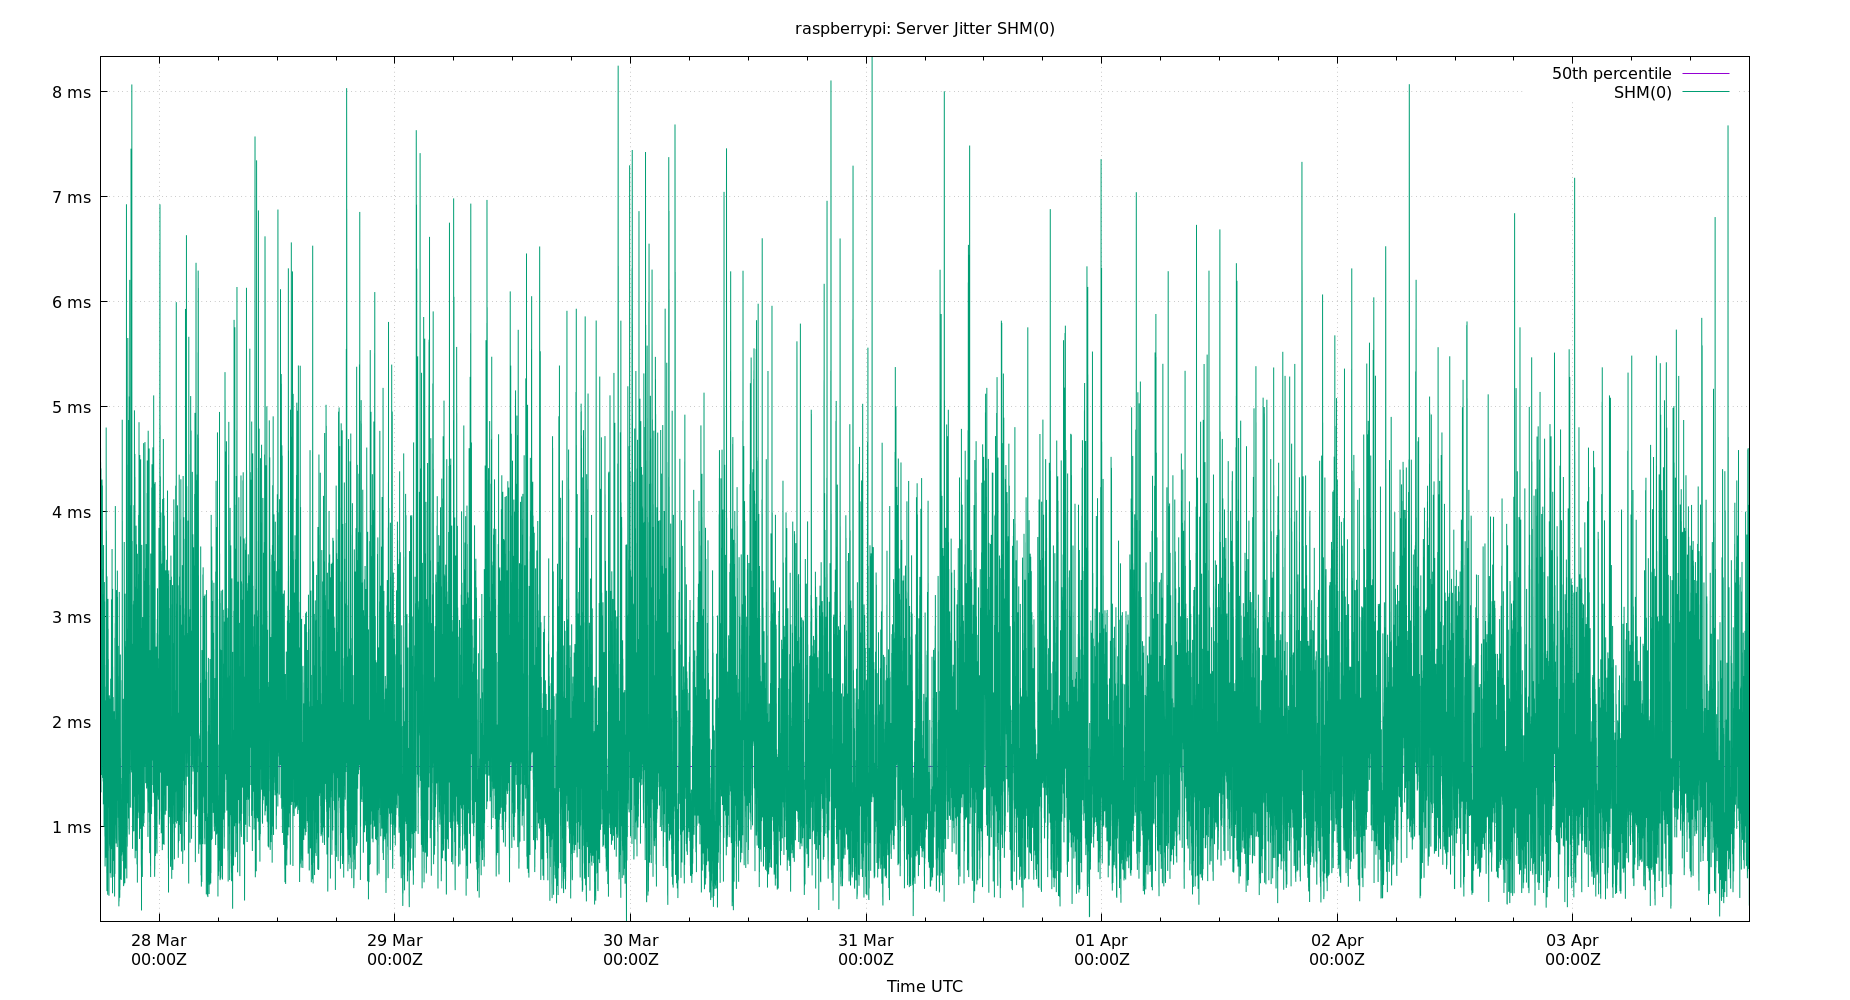 raspberrypi: Server Jitter SHM(0)
50th percentile
SHM(0)
8 ms
7 ms
6 ms
5 ms
4 ms
3 ms
2 ms
1 ms
28 Mar 29 Mar 30 Mar 31 Mar 01 Apr 02 Apr 03 Apr
00:00Z 00:00Z 00:00Z 00:00Z 00:00Z 00:00Z 00:00Z
Time UTC